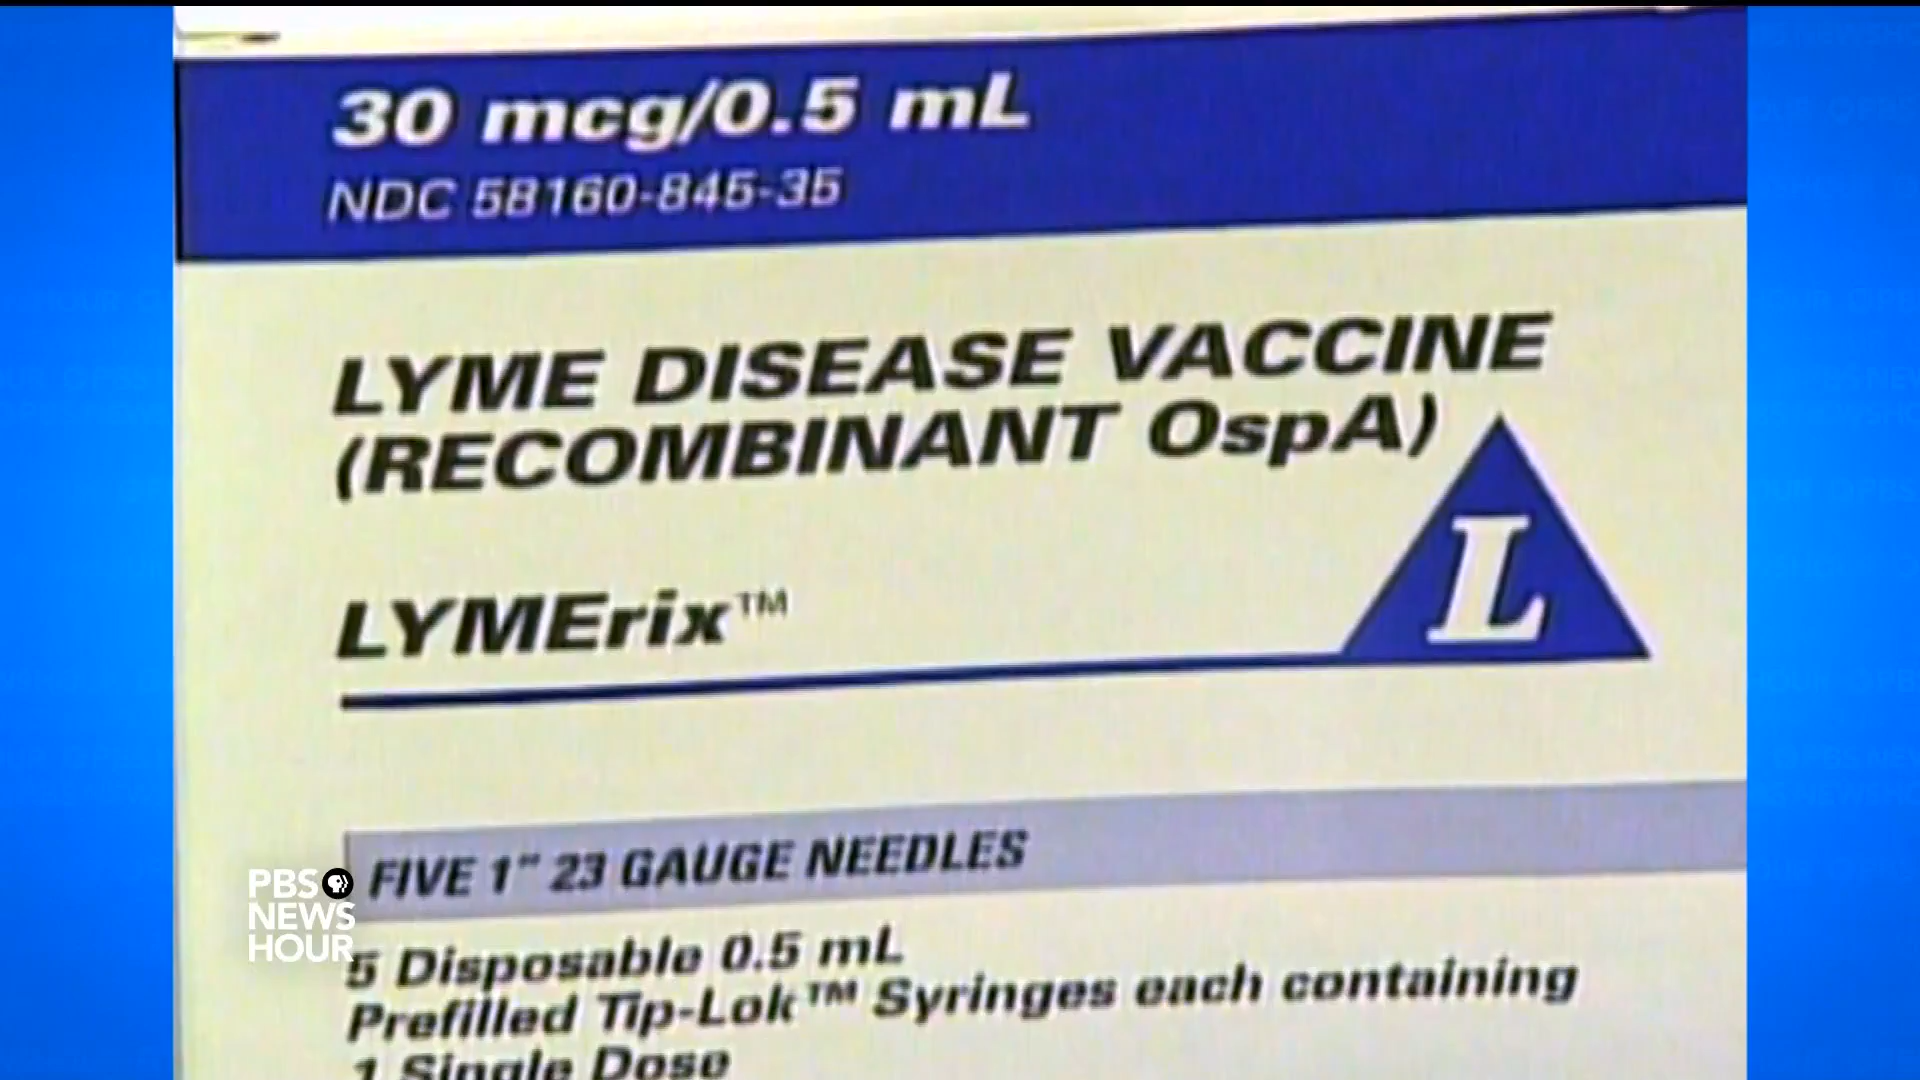 30 mcg/0.5 mL
NDC 58160-845-35
LYME DISEASE VACCINE
(RECOMBINANT OspA)
L
LYMErix™
FIVE 1" 23 GAUGE NEEDLES
5 Disposable 0.5 mL
Prefilled Tip-Lok™ Syringes each containing
1 Single Dose
PBS
NEWS
HOUR